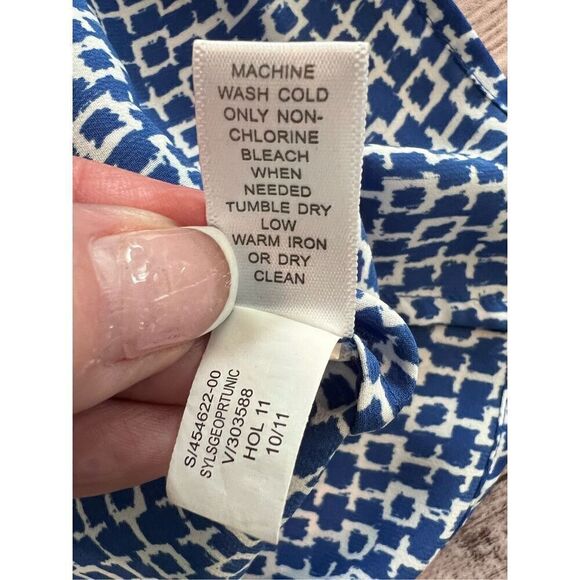 MACHINE
WASH COLD
ONLY NON-
CHLORINE
BLEACH
WHEN
NEEDED
TUMBLE DRY
LOW
WARM IRON
OR DRY
CLEAN
S/454622-00
SYLSGEOPRTUNIC
V/303588
HOL 11
10/11